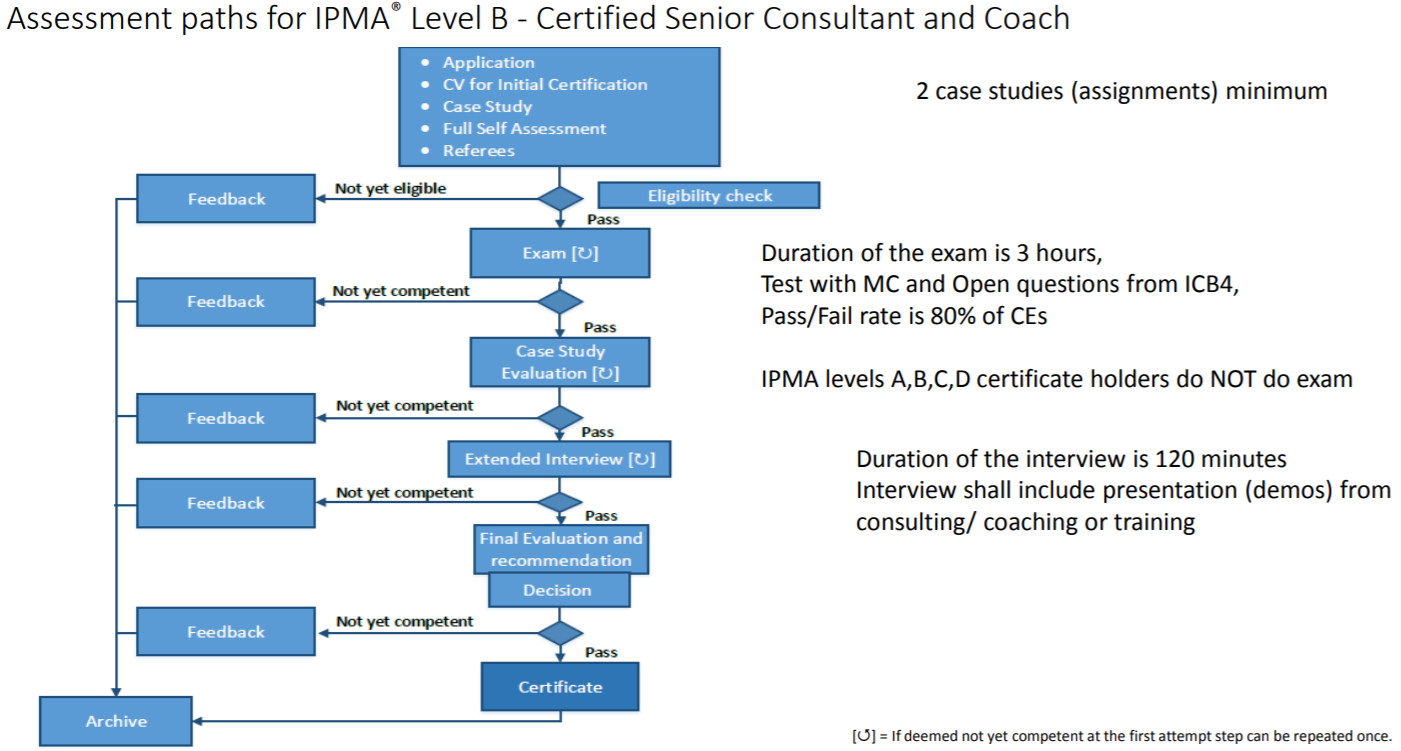 Assessment paths for IPMA® Level B - Certified Senior Consultant and Coach
• Application
• CV for Initial Certification
• Case Study
• Full Self Assessment
• Referees
2 case studies (assignments) minimum
Feedback
Not yet eligible
Eligibility check
Pass
Exam [↻]
Duration of the exam is 3 hours,
Test with MC and Open questions from ICB4,
Pass/Fail rate is 80% of CEs
Feedback
Not yet competent
Pass
Case Study
Evaluation [↻]
IPMA levels A,B,C,D certificate holders do NOT do exam
Feedback
Not yet competent
Pass
Extended Interview [↻]
Duration of the interview is 120 minutes
Interview shall include presentation (demos) from
consulting/ coaching or training
Feedback
Not yet competent
Pass
Final Evaluation and
recommendation
Decision
Feedback
Not yet competent
Pass
Certificate
Archive
[↻] = If deemed not yet competent at the first attempt step can be repeated once.